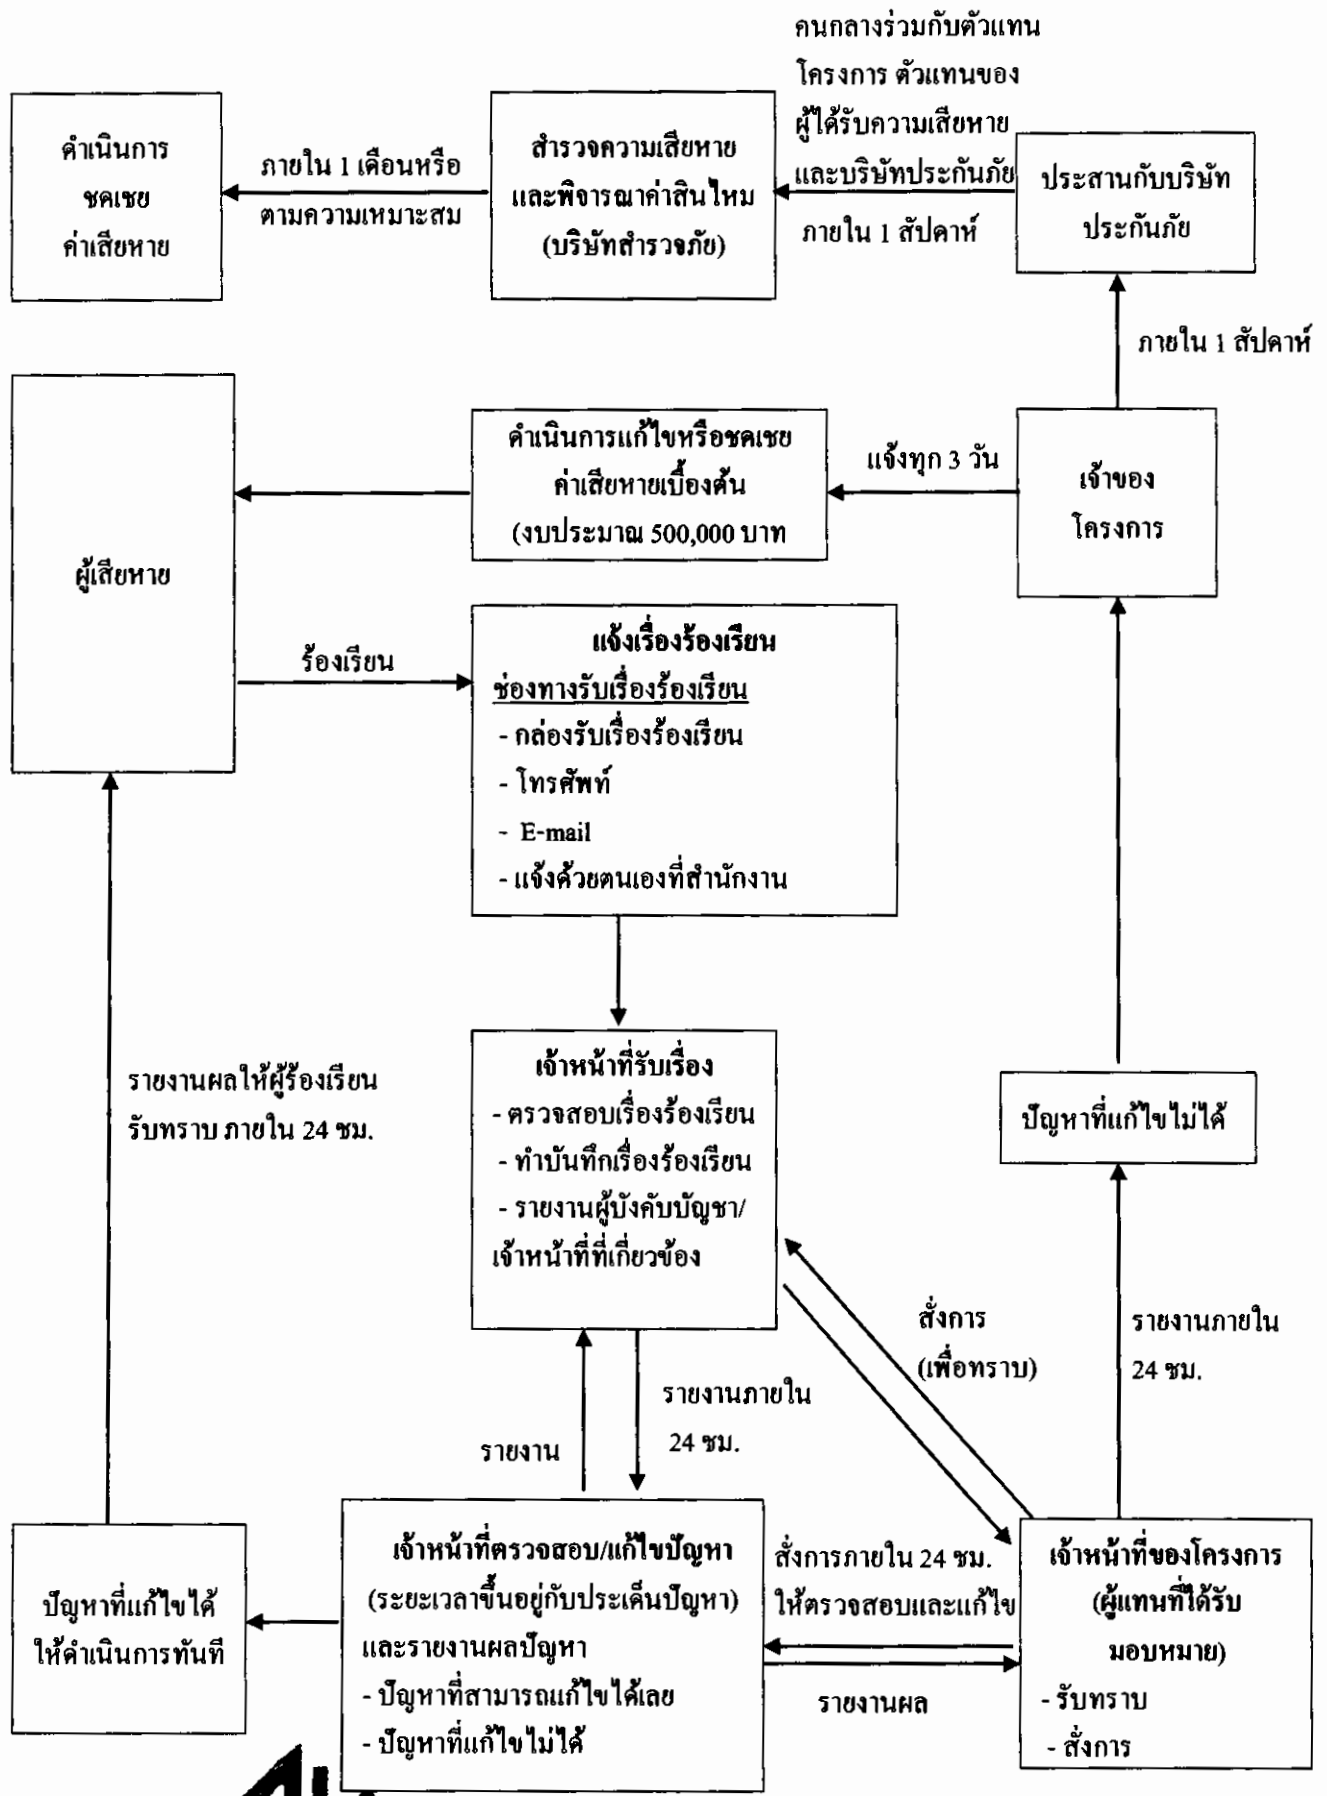 คนกลางร่วมกับตัวแทน
โครงการ ตัวแทนของ
ผู้ได้รับความเสียหาย
และบริษัทประกันภัย
ภายใน 1 สัปดาห์
ดำเนินการ
ชดเชย
ค่าเสียหาย
ภายใน 1 เดือนหรือ
ตามความเหมาะสม
สำรวจความเสียหาย
และพิจารณาค่าสินไหม
(บริษัทสำรวจภัย)
ประสานกับบริษัท
ประกันภัย
ภายใน 1 สัปดาห์
ผู้เสียหาย
ดำเนินการแก้ไขหรือชดเชย
ค่าเสียหายเบื้องต้น
(งบประมาณ 500,000 บาท
แจ้งทุก 3 วัน
เจ้าของ
โครงการ
ร้องเรียน
แจ้งเรื่องร้องเรียน
ช่องทางรับเรื่องร้องเรียน
- กล่องรับเรื่องร้องเรียน
- โทรศัพท์
- E-mail
- แจ้งด้วยตนเองที่สำนักงาน
รายงานผลให้ผู้ร้องเรียน
รับทราบ ภายใน 24 ชม.
เจ้าหน้าที่รับเรื่อง
- ตรวจสอบเรื่องร้องเรียน
- ทำบันทึกเรื่องร้องเรียน
- รายงานผู้บังคับบัญชา/
เจ้าหน้าที่ที่เกี่ยวข้อง
ปัญหาที่แก้ไขไม่ได้
สั่งการ
(เพื่อทราบ)
รายงานภายใน
24 ชม.
รายงาน
รายงานภายใน
24 ชม.
ปัญหาที่แก้ไขได้
ให้ดำเนินการทันที
เจ้าหน้าที่ตรวจสอบ/แก้ไขปัญหา
(ระยะเวลาขึ้นอยู่กับประเด็นปัญหา)
และรายงานผลปัญหา
- ปัญหาที่สามารถแก้ไขได้เลย
- ปัญหาที่แก้ไขไม่ได้
สั่งการภายใน 24 ชม.
ให้ตรวจสอบและแก้ไข
รายงานผล
เจ้าหน้าที่ของโครงการ
(ผู้แทนที่ได้รับ
มอบหมาย)
- รับทราบ
- สั่งการ